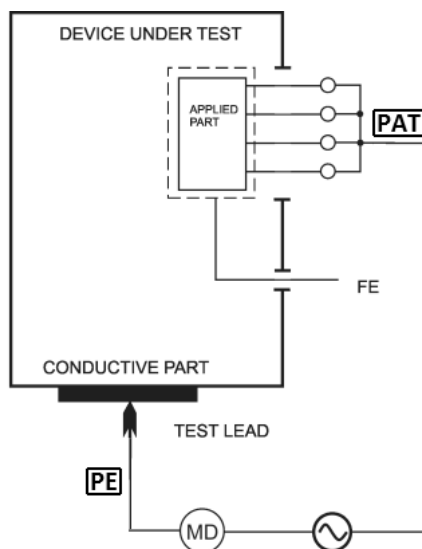 DEVICE UNDER TEST
APPLIED
PART
PAT
FE
CONDUCTIVE PART
TEST LEAD
PE
MD